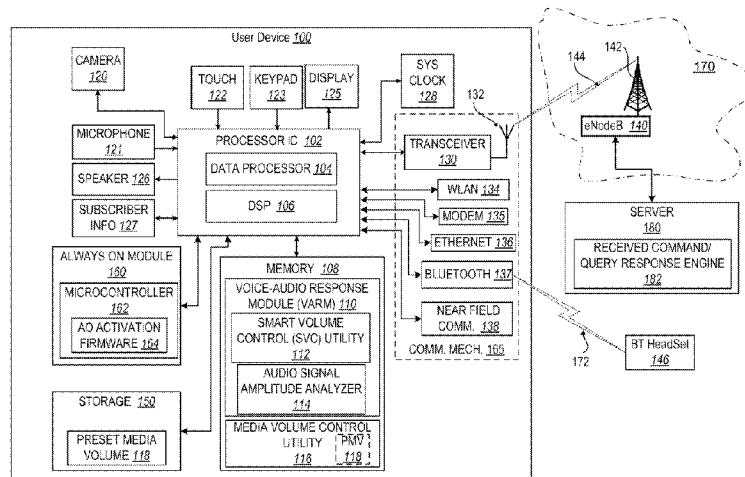 User Device 100
CAMERA
120
TOUCH
122
KEYPAD
123
DISPLAY
125
SYS
CLOCK
128
MICROPHONE
121
SPEAKER 126
SUBSCRIBER
INFO 127
PROCESSOR IC 102
DATA PROCESSOR 104
DSP 106
132
TRANSCEIVER
130
WLAN 134
MODEM 135
ETHERNET 136
BLUETOOTH 137
NEAR FIELD
COMM. 138
COMM. MECH. 165
144
142
170
eNodeB 140
SERVER
180
RECEIVED COMMAND/
QUERY RESPONSE ENGINE
182
172
BT HeadSet
146
ALWAYS ON MODULE
160
MICROCONTROLLER
162
AO ACTIVATION
FIRMWARE 164
STORAGE 150
PRESET MEDIA
VOLUME 118
MEMORY 108
VOICE-AUDIO RESPONSE
MODULE (VARM) 110
SMART VOLUME
CONTROL (SVC) UTILITY
112
AUDIO SIGNAL
AMPLITUDE ANALYZER
114
MEDIA VOLUME CONTROL
UTILITY
116
PMV
118